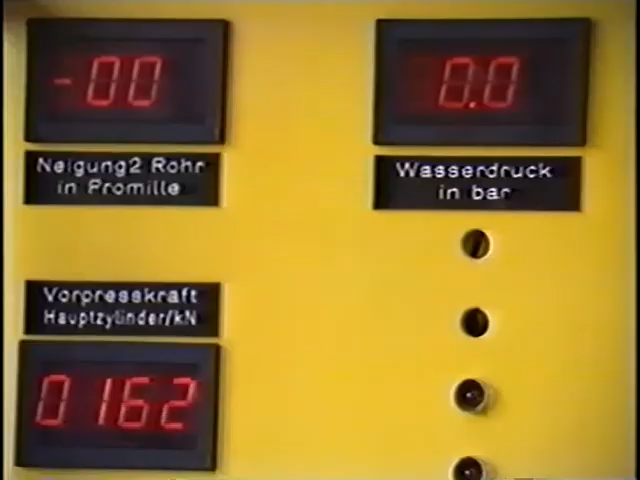 -00
0.0
Neigung2 Rohr
in Promille
Wasserdruck
in bar
Vorpresskraft
Hauptzylinder/kN
0162